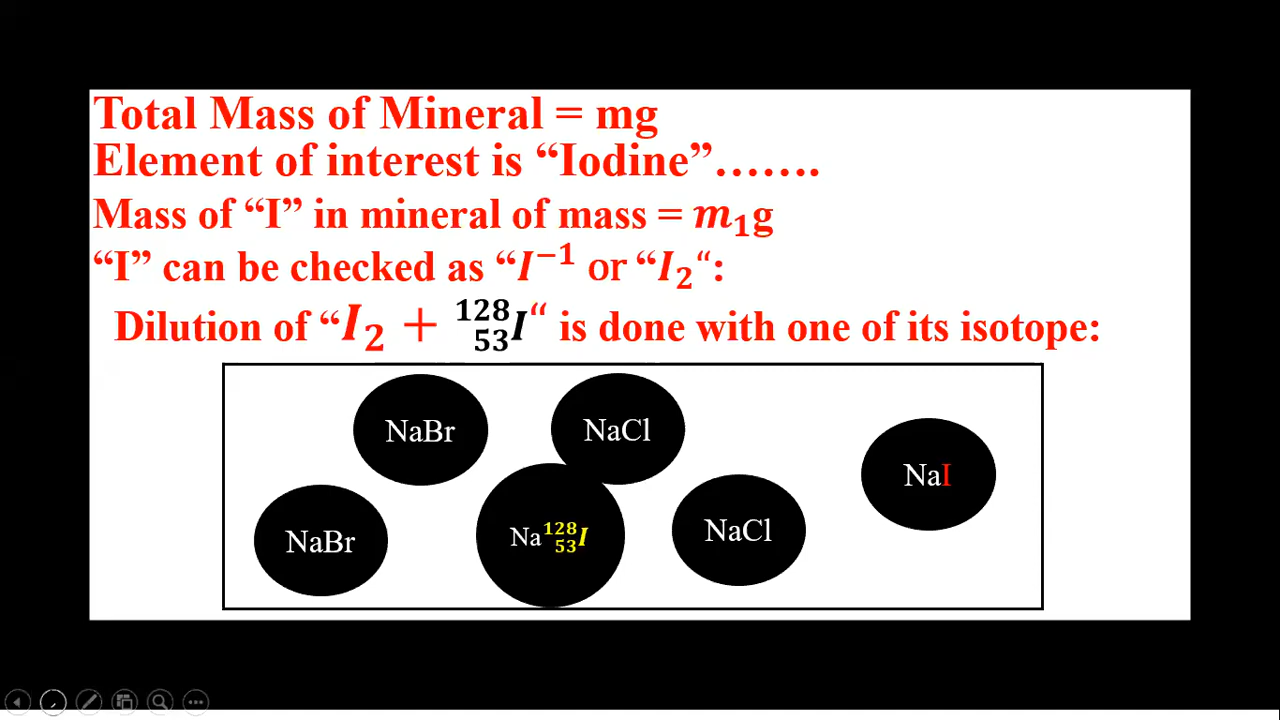 Total Mass of Mineral = mg
Element of interest is “Iodine”…….
Mass of “I” in mineral of mass = m₁g
“I” can be checked as “I⁻¹ or “I₂“:
Dilution of “I₂ + ¹²⁸₅₃I“ is done with one of its isotope:
NaBr
NaCl
NaI
NaBr
Na¹²⁸₅₃I
NaCl